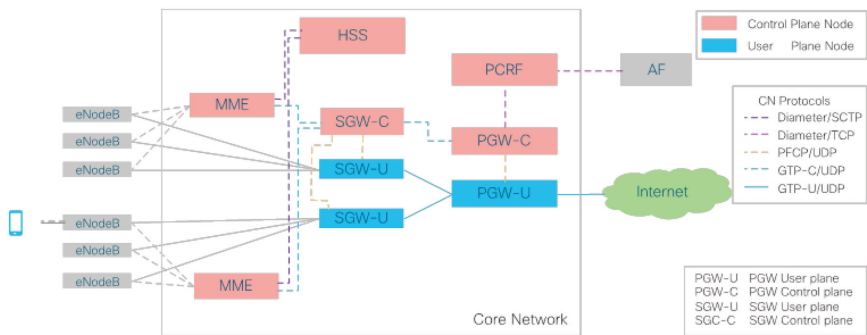 HSS
Control Plane Node
User Plane Node
PCRF
AF
MME
eNodeB
eNodeB
eNodeB
SGW-C
PGW-C
CN Protocols
Diameter/SCTP
Diameter/TCP
PFCP/UDP
GTP-C/UDP
GTP-U/UDP
SGW-U
PGW-U
Internet
SGW-U
eNodeB
eNodeB
eNodeB
MME
Core Network
PGW-U PGW User plane
PGW-C PGW Control plane
SGW-U SGW User plane
SGC-C SGW Control plane